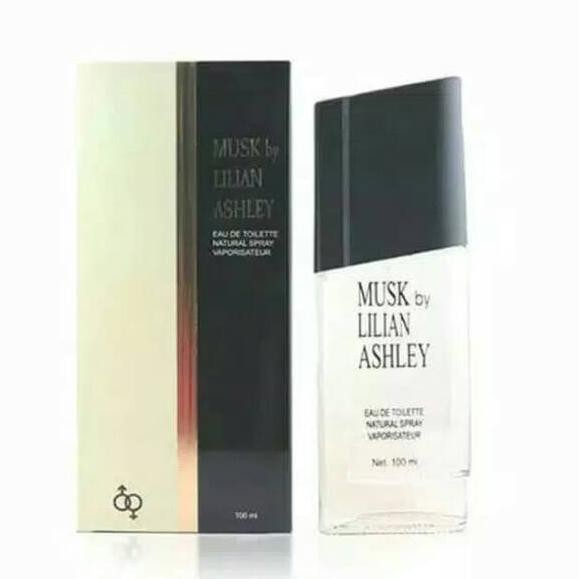 MUSK by
LILIAN
ASHLEY
EAU DE TOILETTE
NATURAL SPRAY
VAPORISATEUR
100 ml
MUSK by
LILIAN
ASHLEY
EAU DE TOILETTE
NATURAL SPRAY
VAPORISATEUR
Net. 100 ml